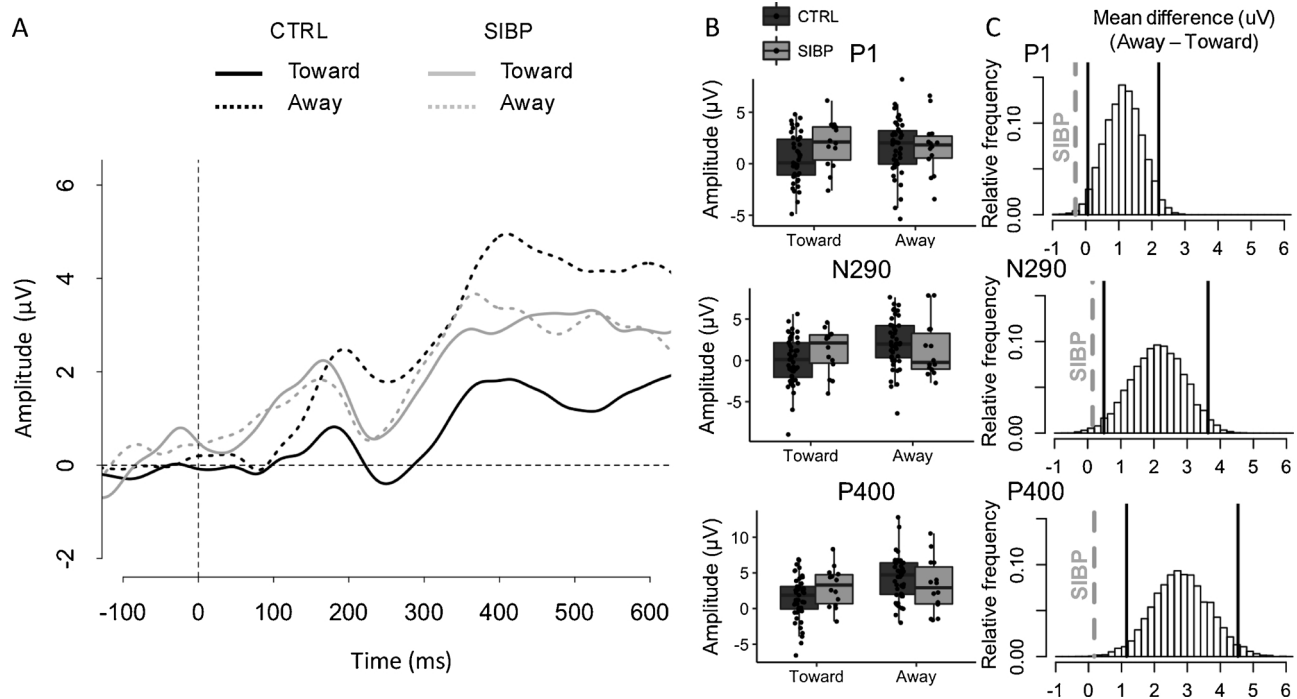 A
CTRL SIBP
Toward Toward
Away Away
Amplitude (µV)
6
4
2
0
-2
-100 0 100 200 300 400 500 600
Time (ms)
B
CTRL
SIBP
P1
Amplitude (µV)
5
0
-5
Toward Away
N290
Amplitude (µV)
5
0
-5
Toward Away
P400
Amplitude (µV)
10
5
0
-5
Toward Away
C
Mean difference (uV)
(Away – Toward)
P1
SIBP
Relative frequency
0.10
0.00
-1 0 1 2 3 4 5 6
N290
SIBP
Relative frequency
0.10
0.00
-1 0 1 2 3 4 5 6
P400
SIBP
Relative frequency
0.10
0.00
-1 0 1 2 3 4 5 6